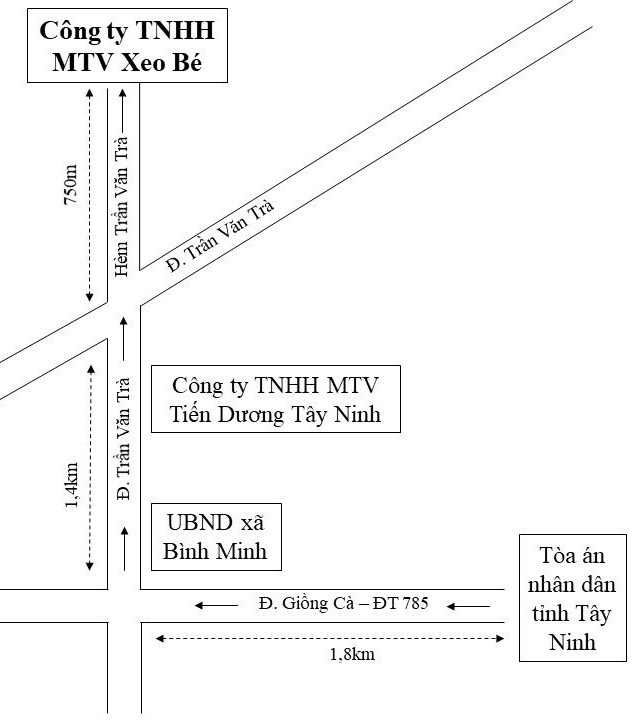 Công ty TNHH
MTV Xeo Bé
750m
Hẻm Trần Văn Trà
Đ. Trần Văn Trà
Công ty TNHH MTV
Tiến Dương Tây Ninh
Đ. Trần Văn Trà
1,4km
UBND xã
Bình Minh
Tòa án
nhân dân
tỉnh Tây
Ninh
Đ. Giồng Cà – ĐT 785
1,8km